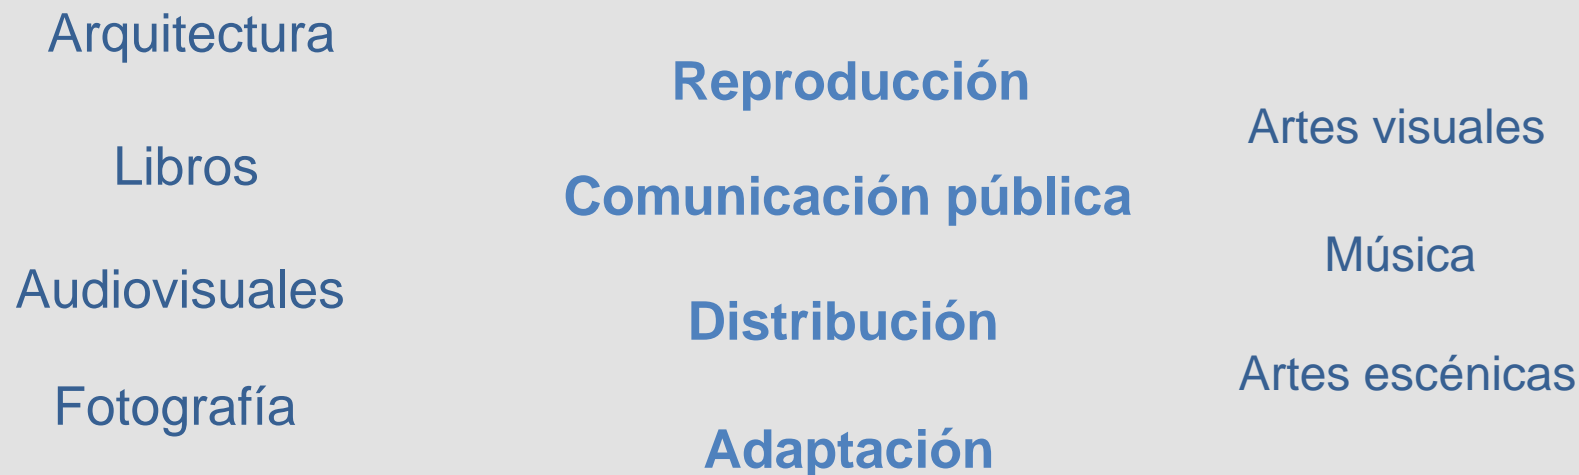 Arquitectura
Libros
Audiovisuales
Fotografía
Reproducción
Comunicación pública
Distribución
Adaptación
Artes visuales
Música
Artes escénicas